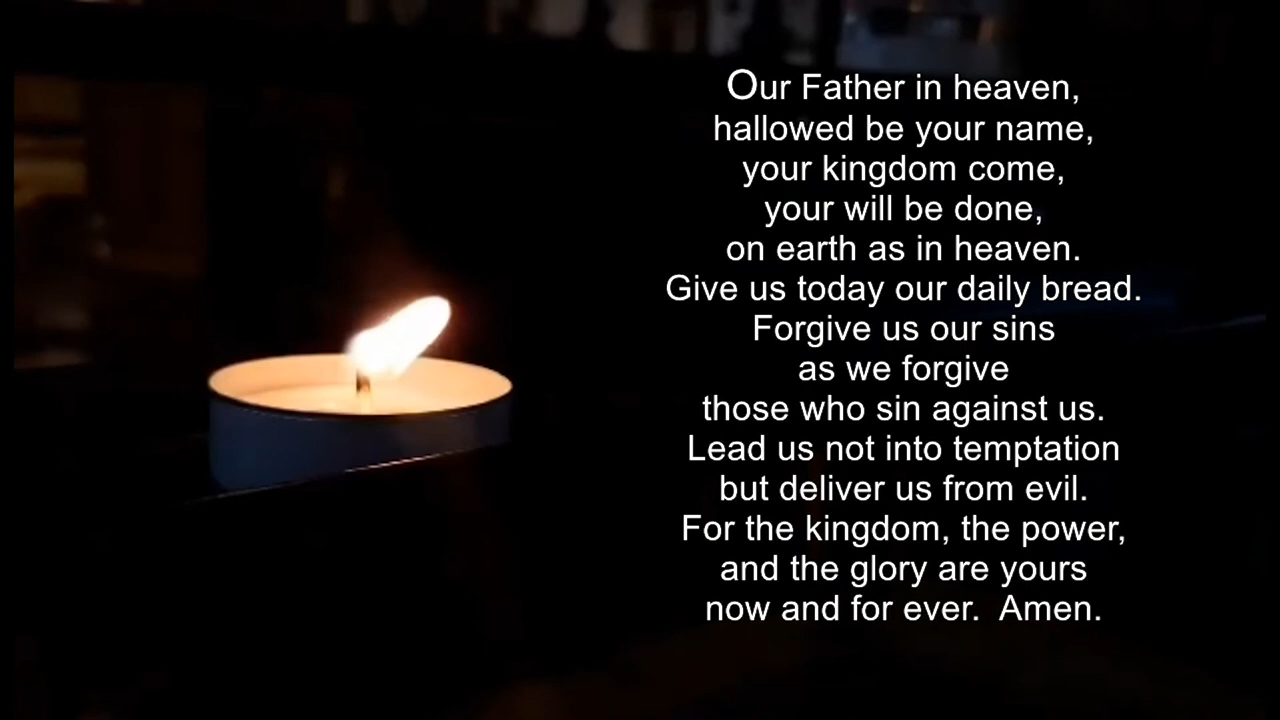 Our Father in heaven,
hallowed be your name,
your kingdom come,
your will be done,
on earth as in heaven.
Give us today our daily bread.
Forgive us our sins
as we forgive
those who sin against us.
Lead us not into temptation
but deliver us from evil.
For the kingdom, the power,
and the glory are yours
now and for ever.  Amen.